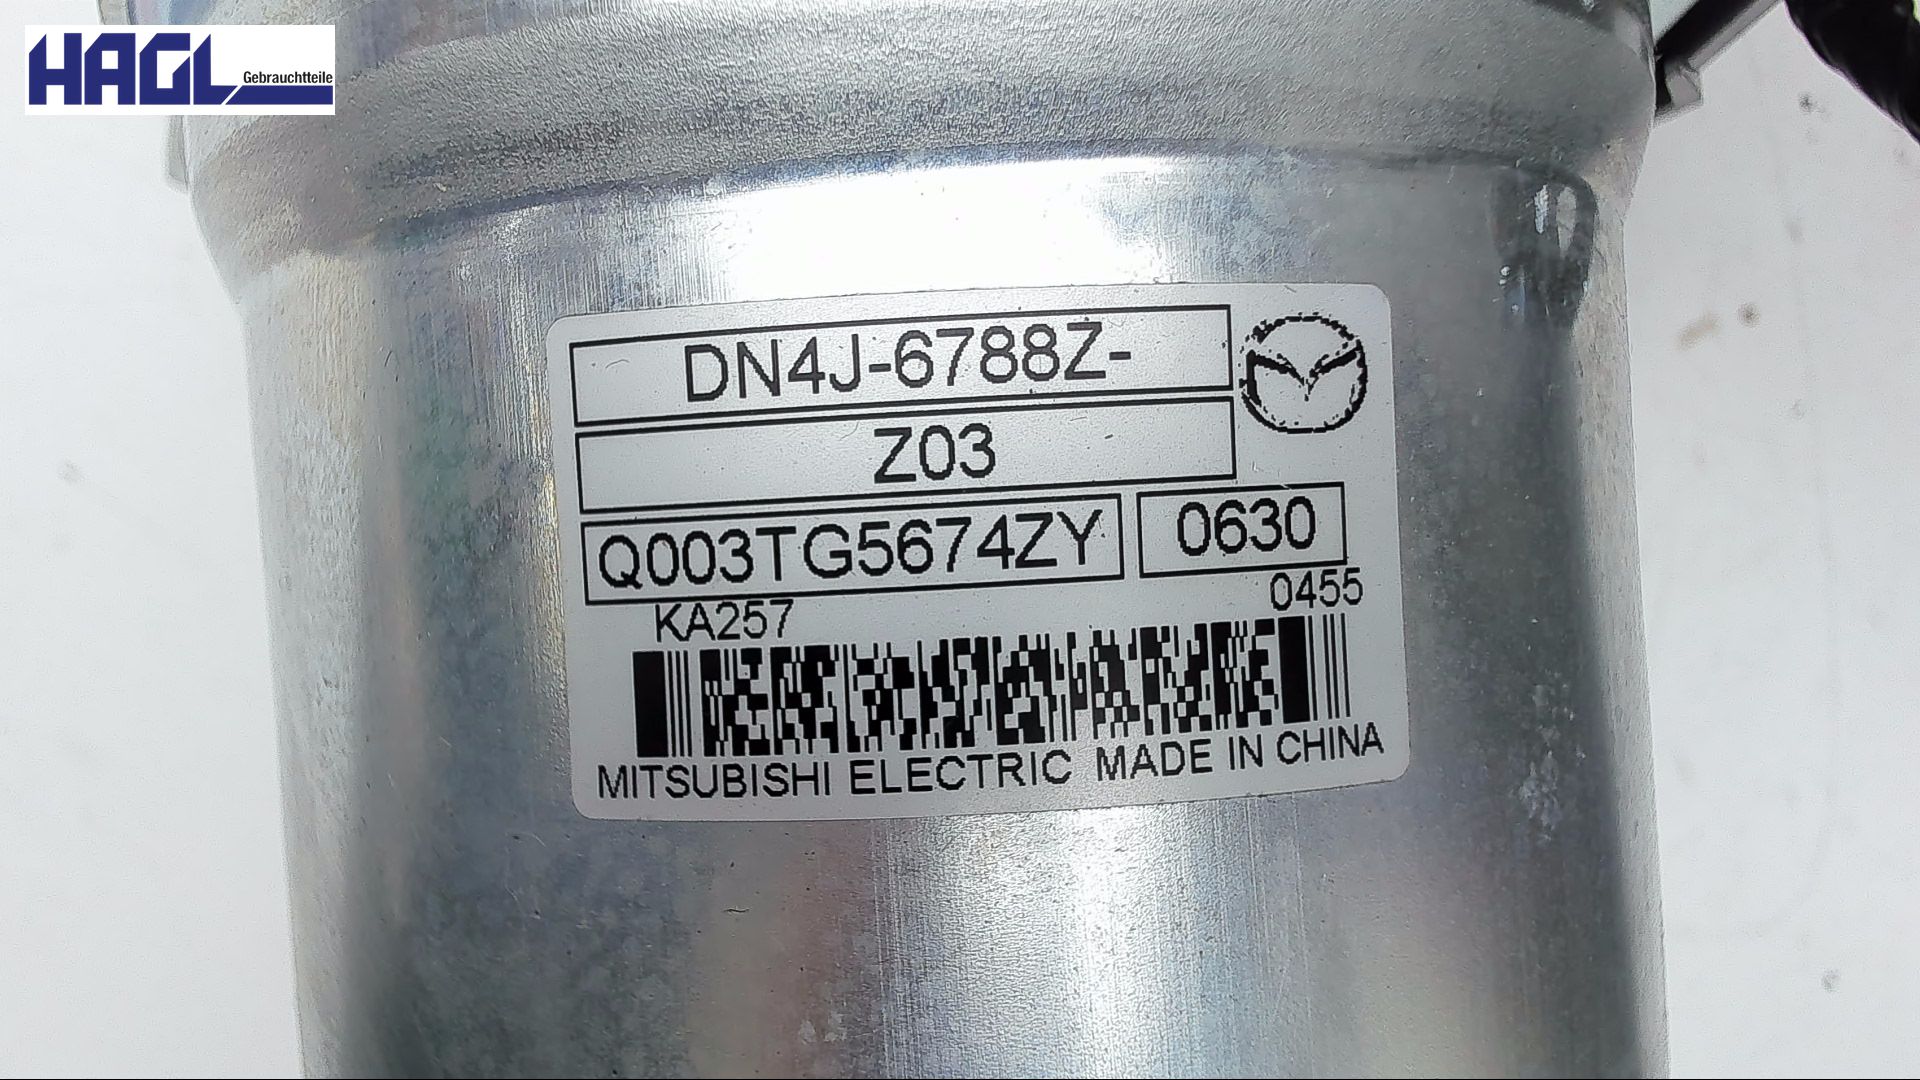 HAGL Gebrauchtteile
DN4J-6788Z-
Z03
Q003TG5674ZY 0630
KA257 0455
MITSUBISHI ELECTRIC MADE IN CHINA